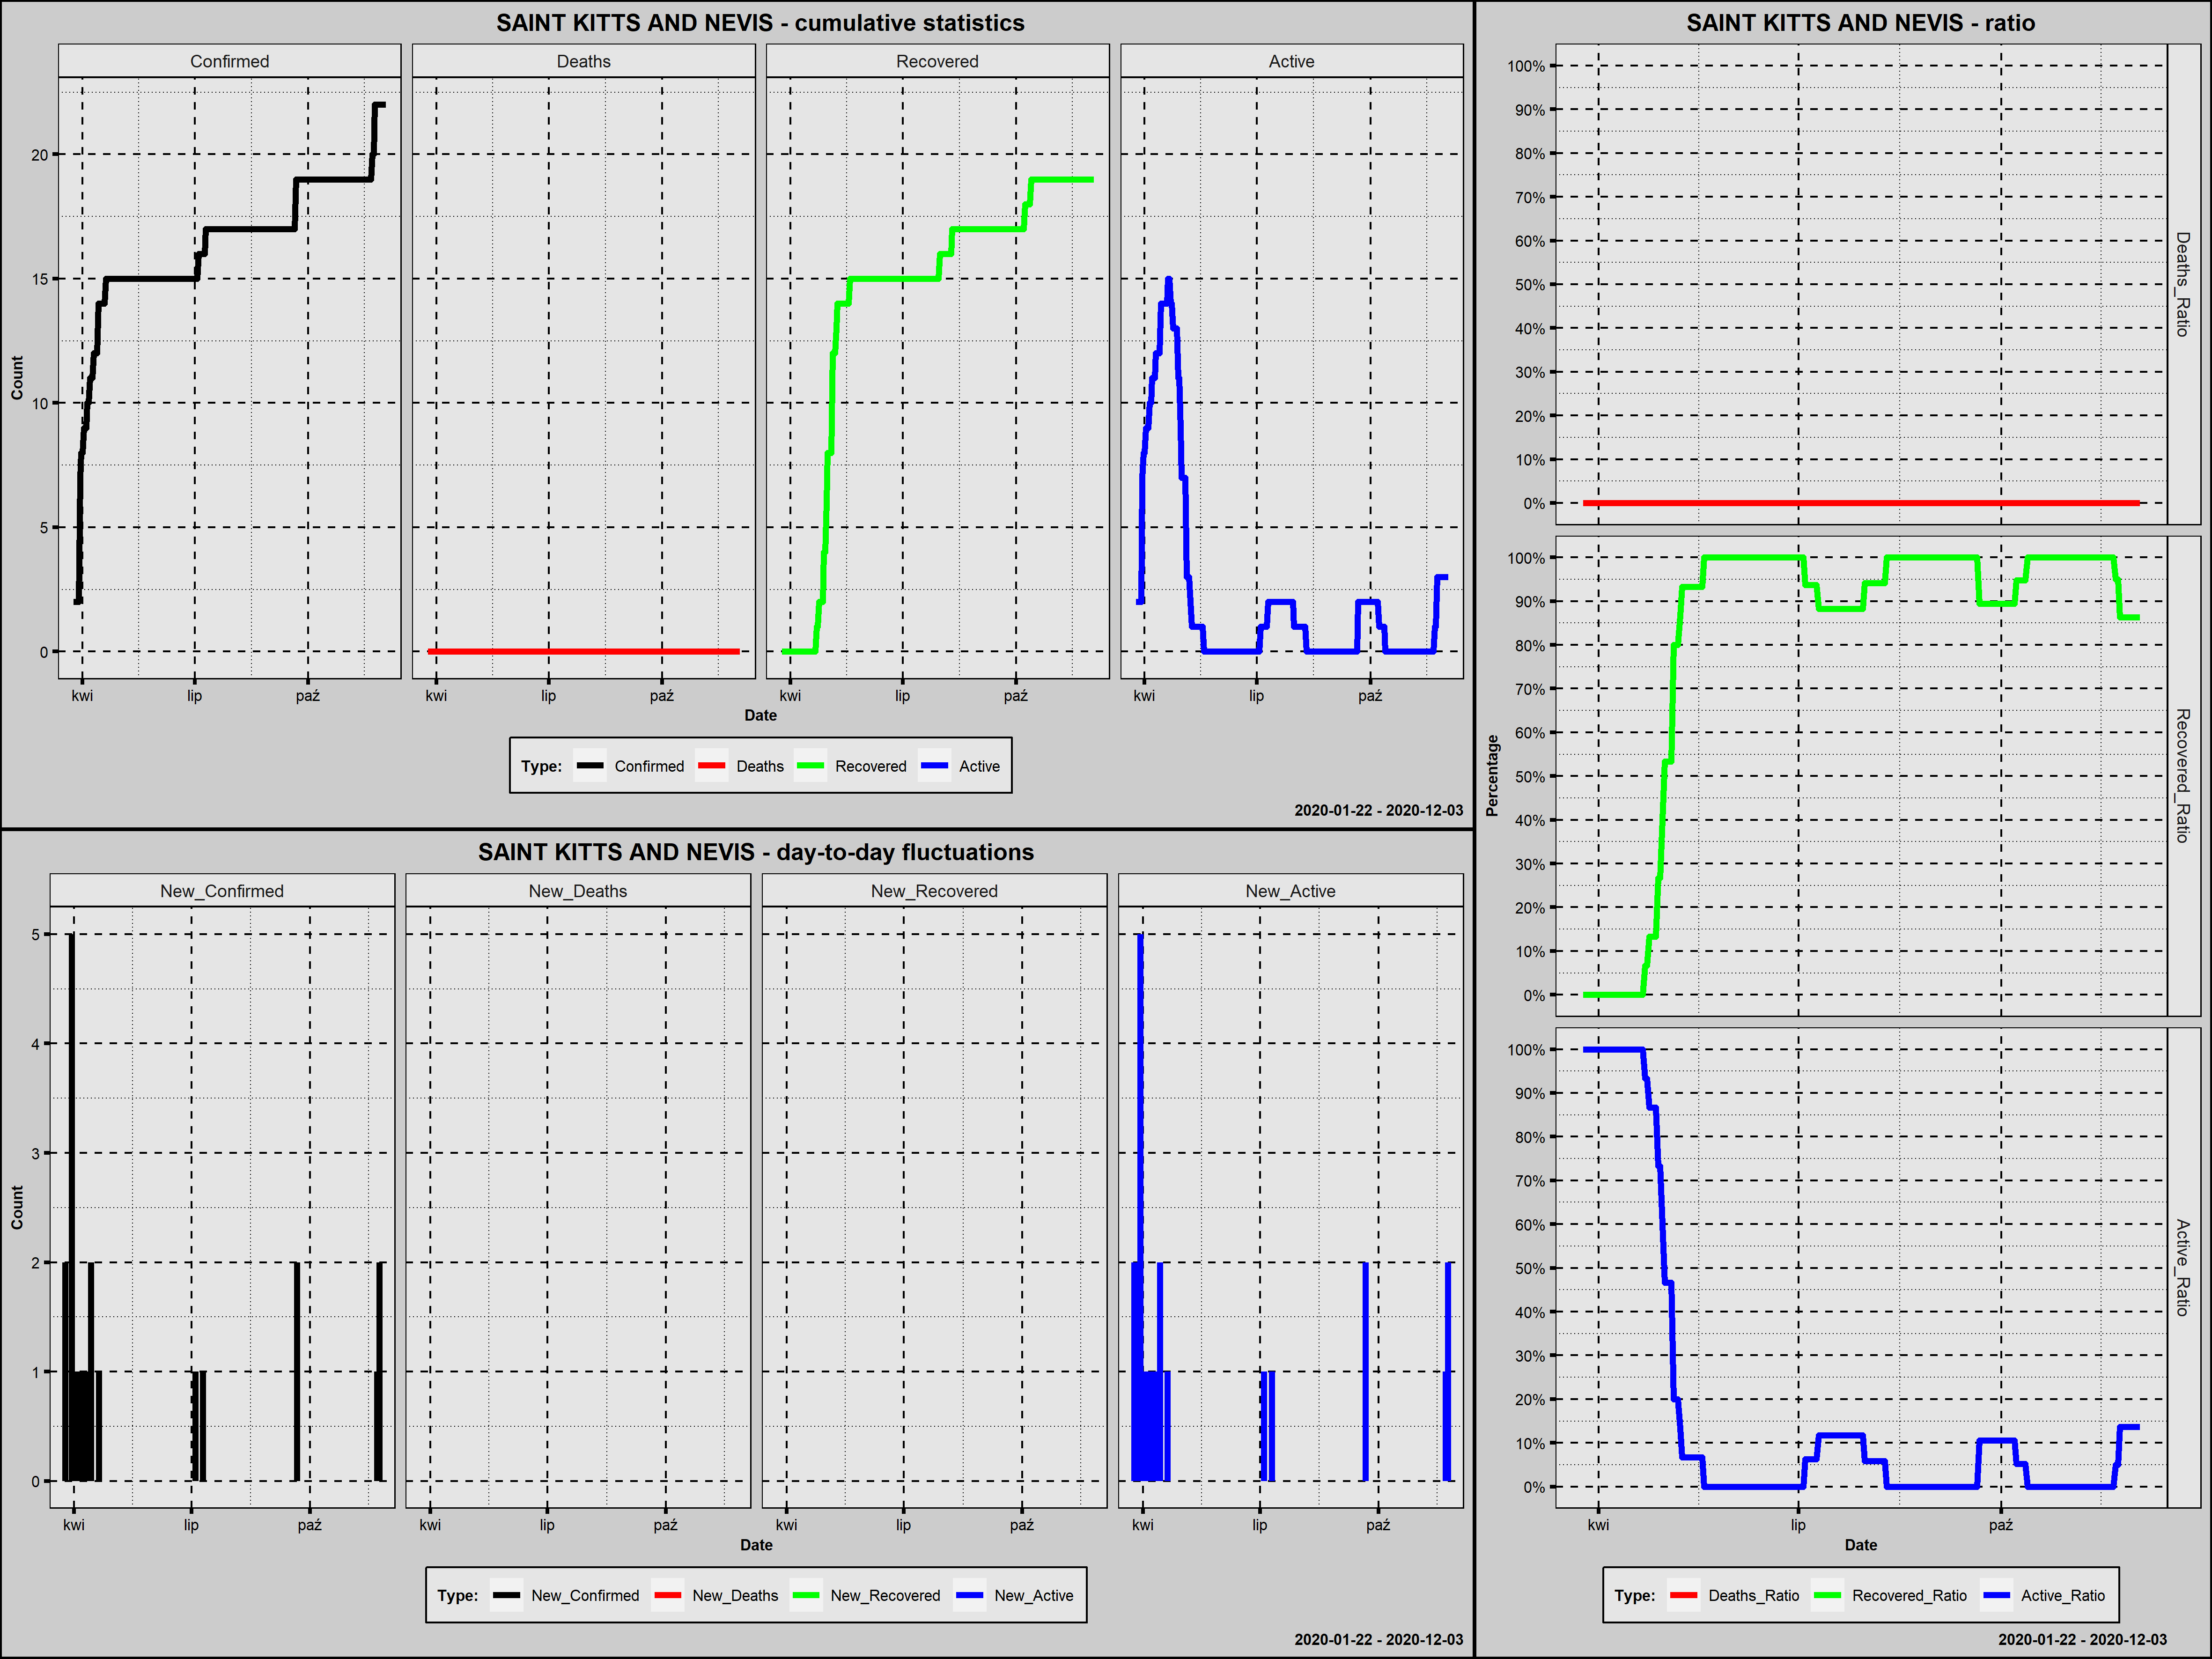 SAINT KITTS AND NEVIS - cumulative statistics
Confirmed Deaths Recovered Active
Count
20
15
10
5
0
kwi lip paź kwi lip paź kwi lip paź kwi lip paź
Date
Type: Confirmed Deaths Recovered Active
2020-01-22 - 2020-12-03
SAINT KITTS AND NEVIS - day-to-day fluctuations
New_Confirmed New_Deaths New_Recovered New_Active
Count
5
4
3
2
1
0
kwi lip paź kwi lip paź kwi lip paź kwi lip paź
Date
Type: New_Confirmed New_Deaths New_Recovered New_Active
2020-01-22 - 2020-12-03
SAINT KITTS AND NEVIS - ratio
Percentage
100%
90%
80%
70%
60%
50%
40%
30%
20%
10%
0%
Deaths_Ratio
100%
90%
80%
70%
60%
50%
40%
30%
20%
10%
0%
Recovered_Ratio
100%
90%
80%
70%
60%
50%
40%
30%
20%
10%
0%
Active_Ratio
kwi lip paź
Date
Type: Deaths_Ratio Recovered_Ratio Active_Ratio
2020-01-22 - 2020-12-03